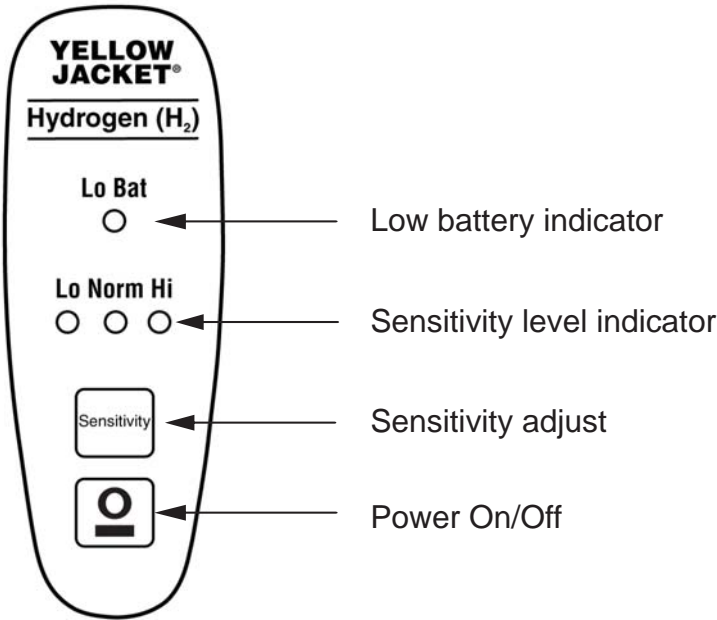 YELLOW
JACKET®
Hydrogen (H₂)
Lo Bat
Low battery indicator
Lo Norm Hi
Sensitivity level indicator
Sensitivity
Sensitivity adjust
Power On/Off